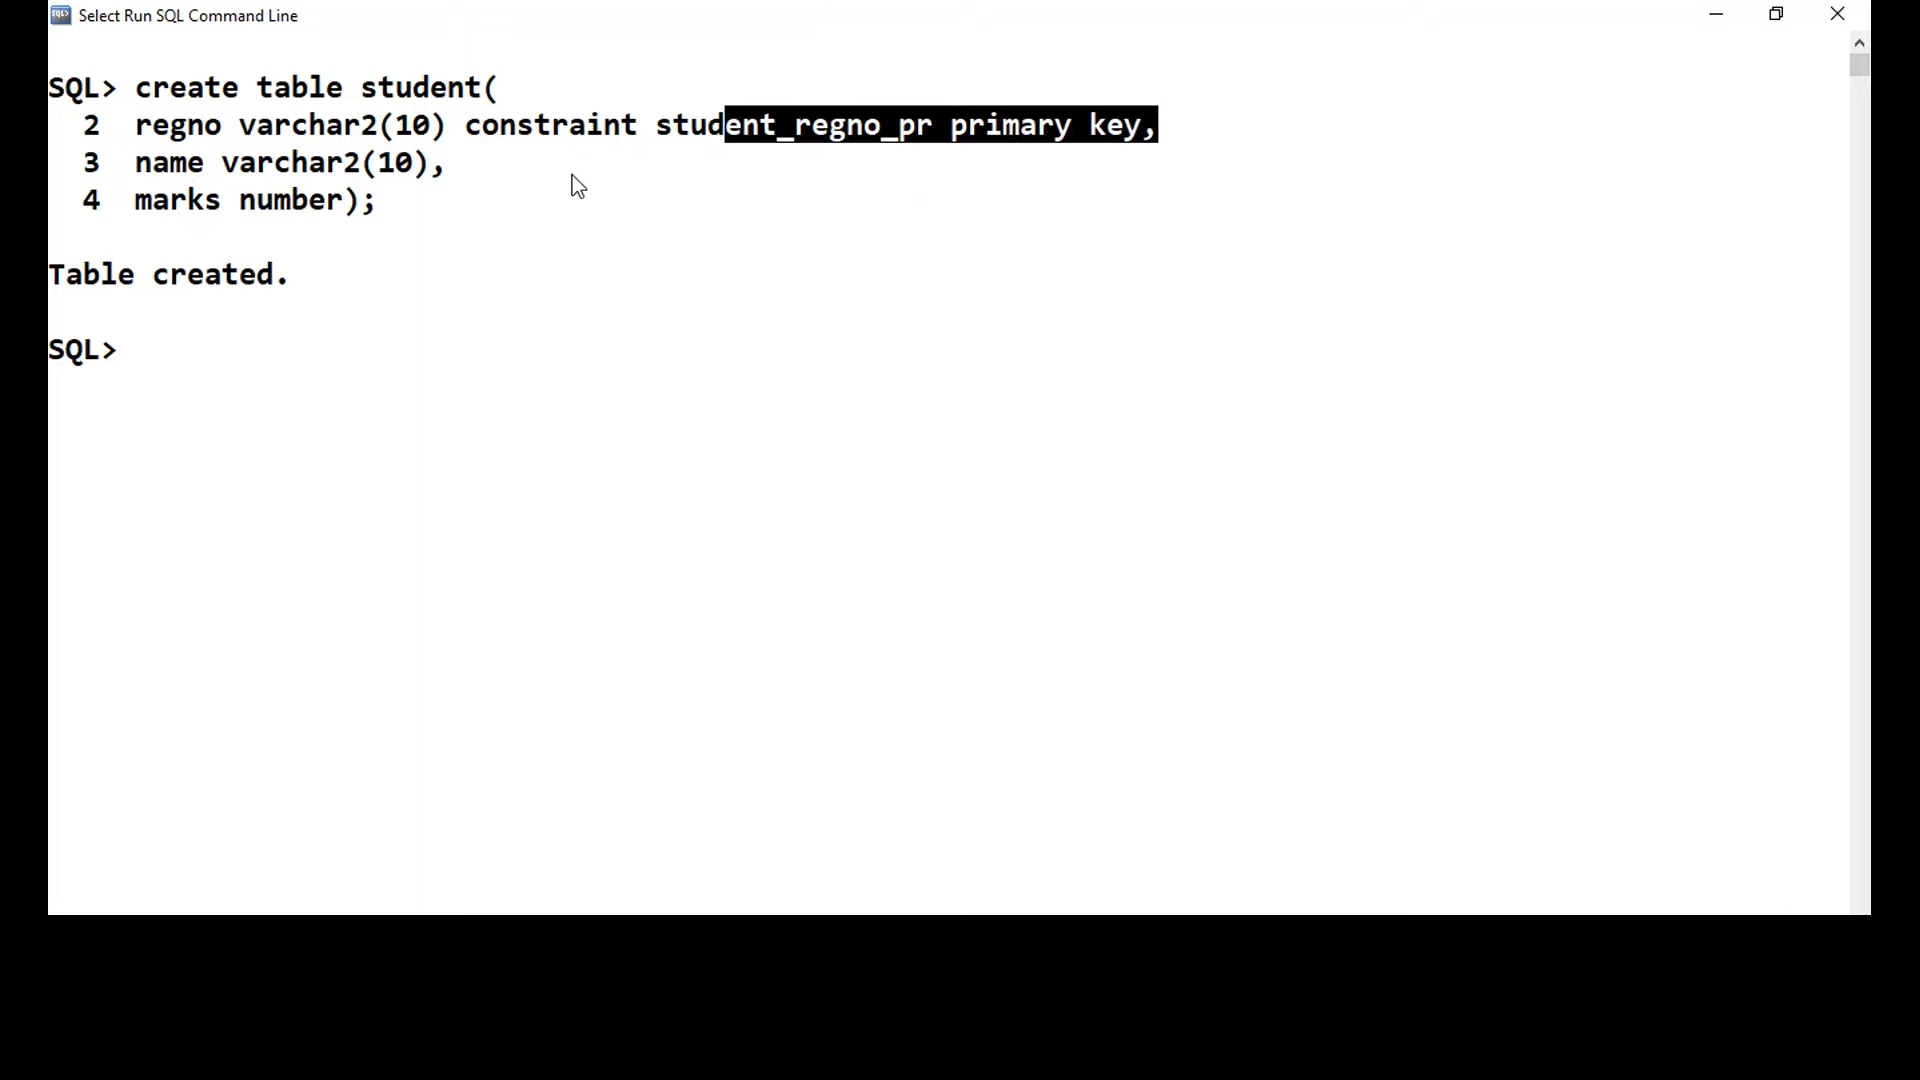 Select Run SQL Command Line
SQL> create table student(
2 regno varchar2(10) constraint student_regno_pr primary key,
3 name varchar2(10),
4 marks number);
Table created.
SQL>